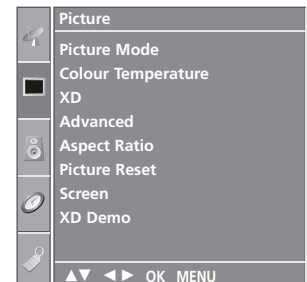 Picture
Picture Mode
Colour Temperature
XD
Advanced
Aspect Ratio
Picture Reset
Screen
XD Demo
▲▼ ◄► OK MENU